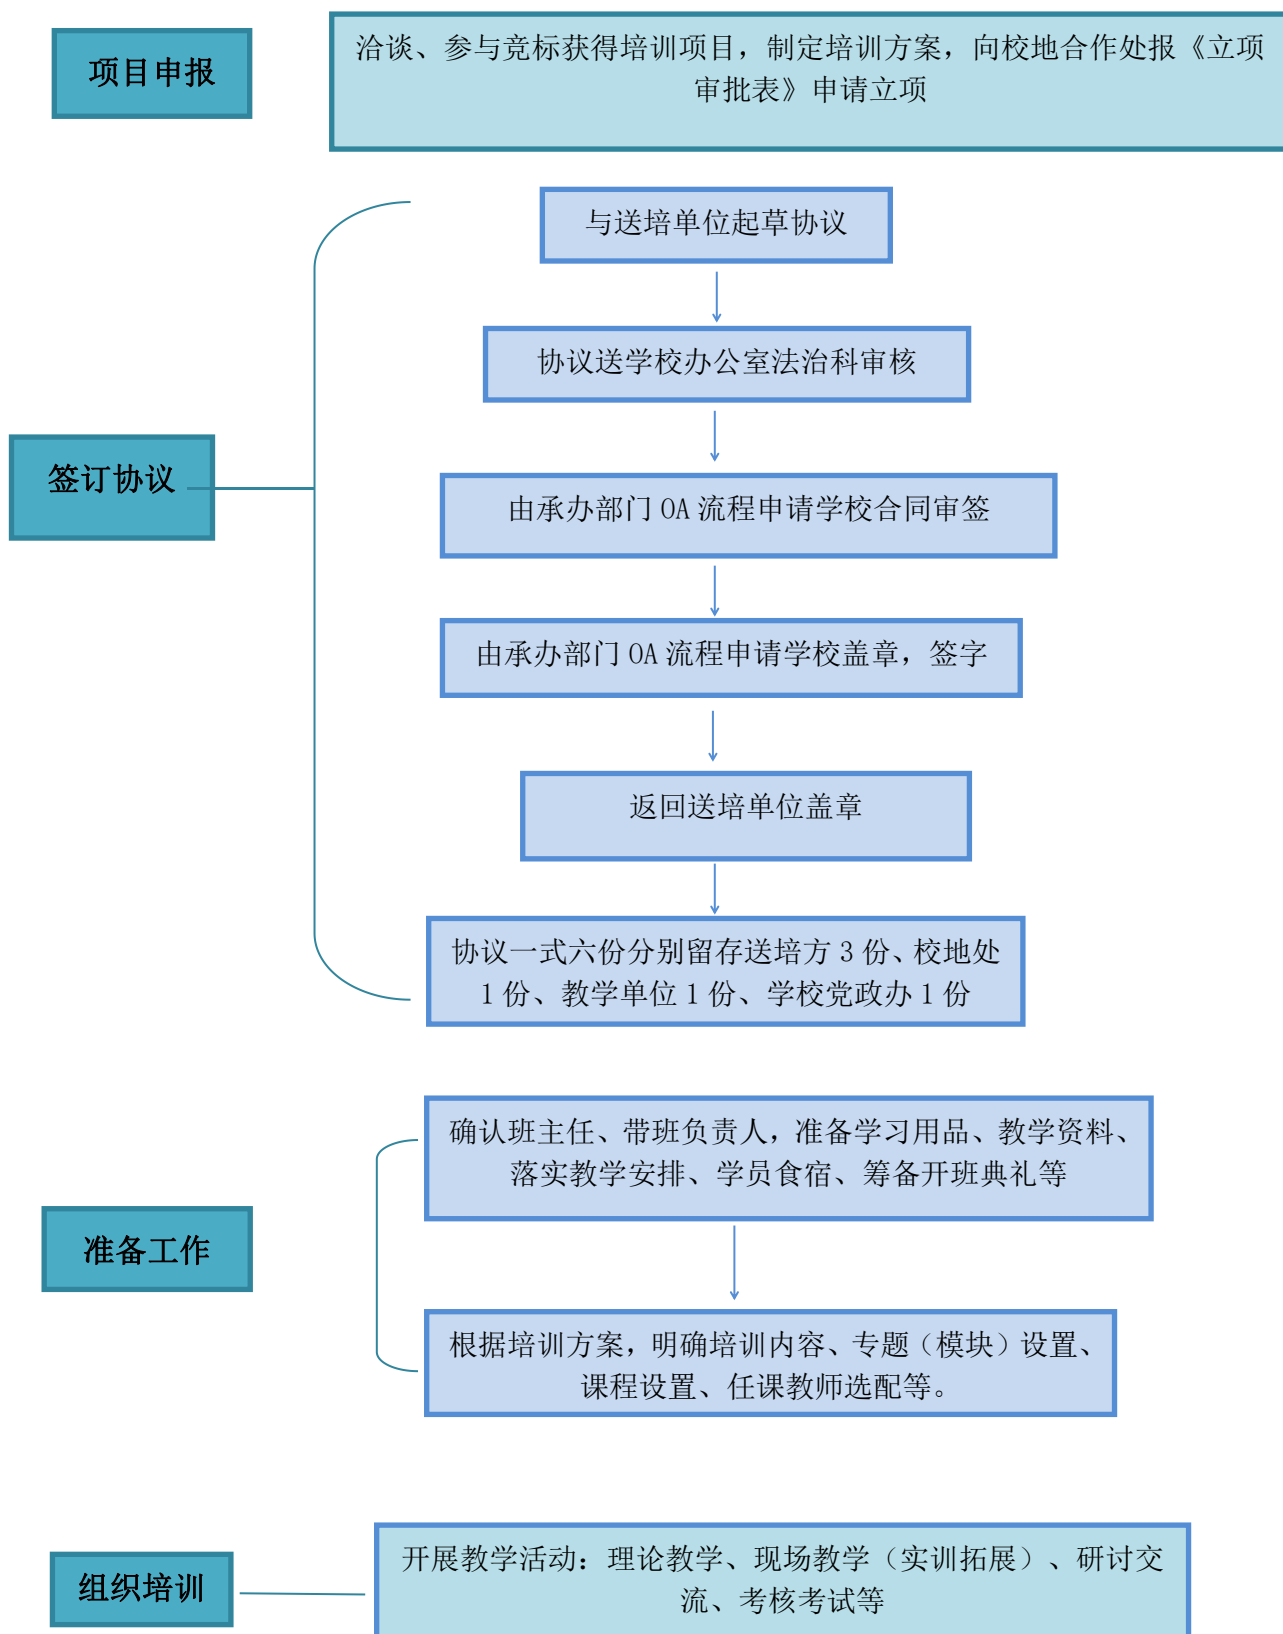 项目申报
洽谈、参与竞标获得培训项目，制定培训方案，向校地合作处报《立项
审批表》申请立项
与送培单位起草协议
协议送学校办公室法治科审核
签订协议
由承办部门 OA 流程申请学校合同审签
由承办部门 OA 流程申请学校盖章，签字
返回送培单位盖章
协议一式六份分别留存送培方 3 份、校地处
1 份、教学单位 1 份、学校党政办 1 份
确认班主任、带班负责人，准备学习用品、教学资料、
落实教学安排、学员食宿、筹备开班典礼等
准备工作
根据培训方案，明确培训内容、专题（模块）设置、
课程设置、任课教师选配等。
组织培训
开展教学活动：理论教学、现场教学（实训拓展）、研讨交
流、考核考试等